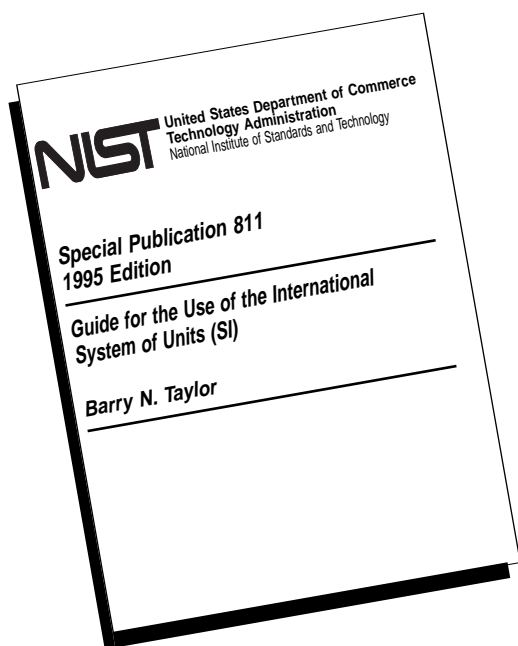 NIST
United States Department of Commerce
Technology Administration
National Institute of Standards and Technology
Special Publication 811
1995 Edition
Guide for the Use of the International
System of Units (SI)
Barry N. Taylor